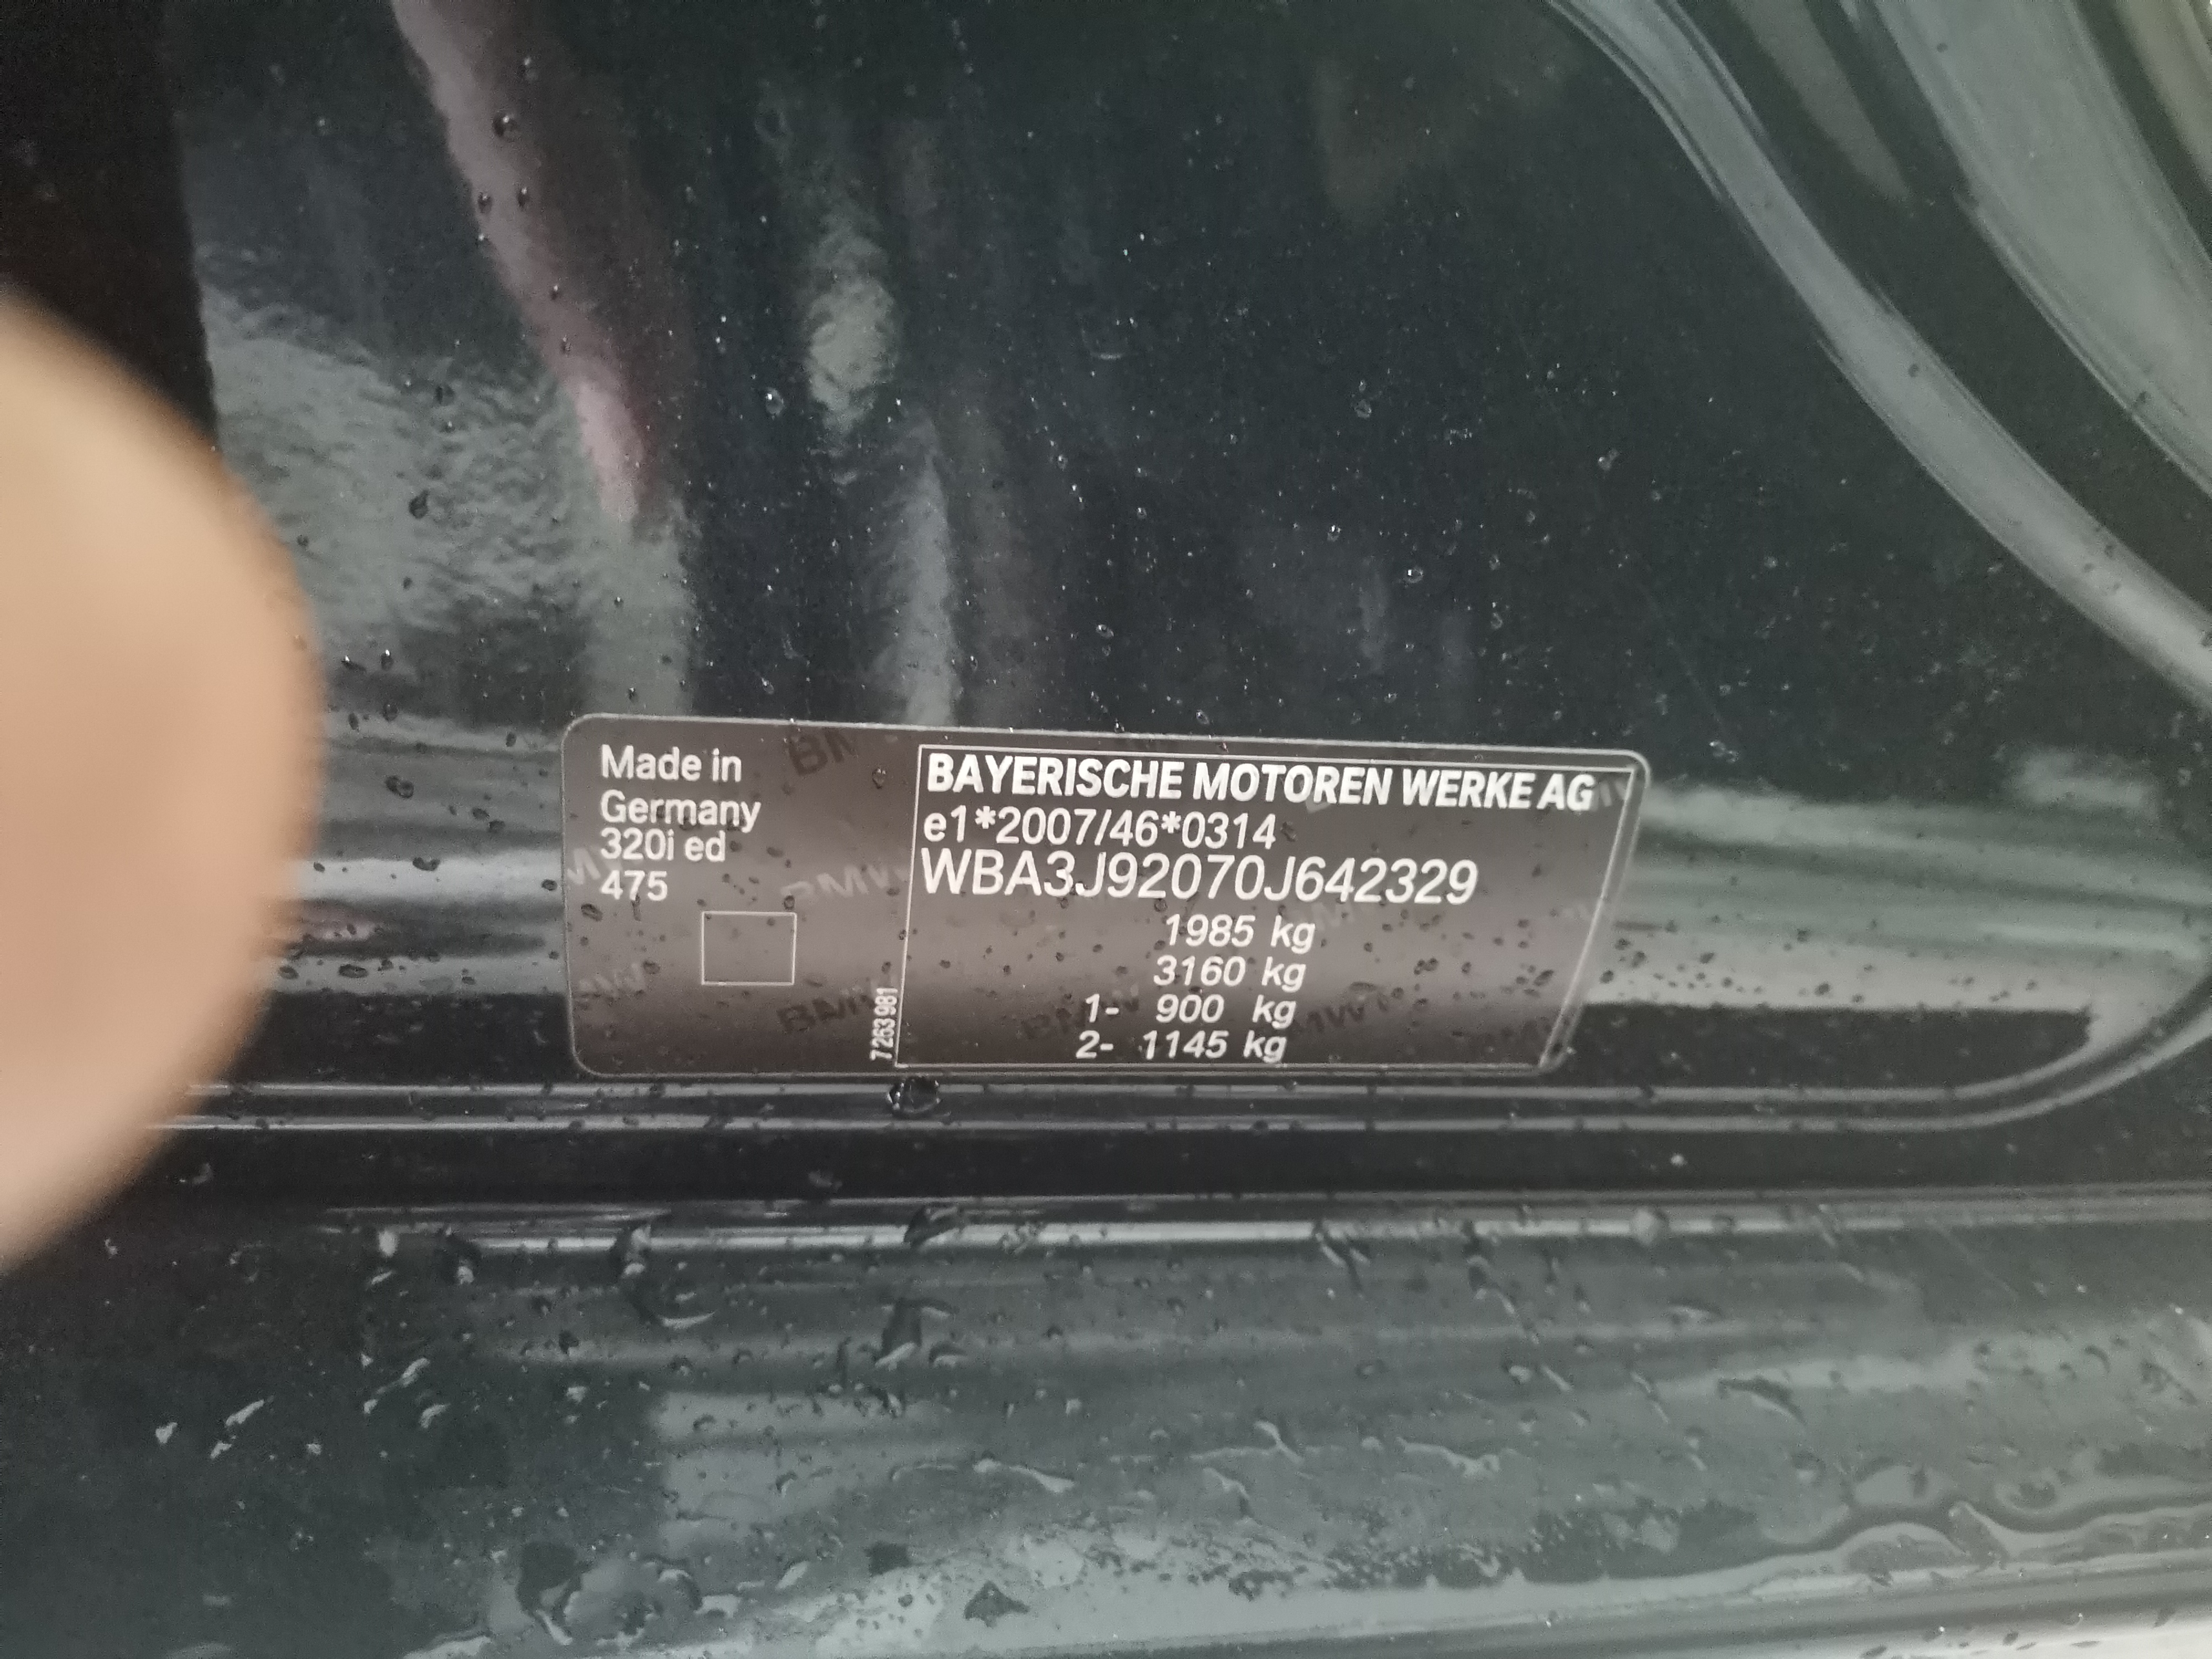 Made in
Germany
320i ed
475
7263981
BAYERISCHE MOTOREN WERKE AG
e1*2007/46*0314
WBA3J92070J642329
1985 kg
3160 kg
1- 900 kg
2- 1145 kg